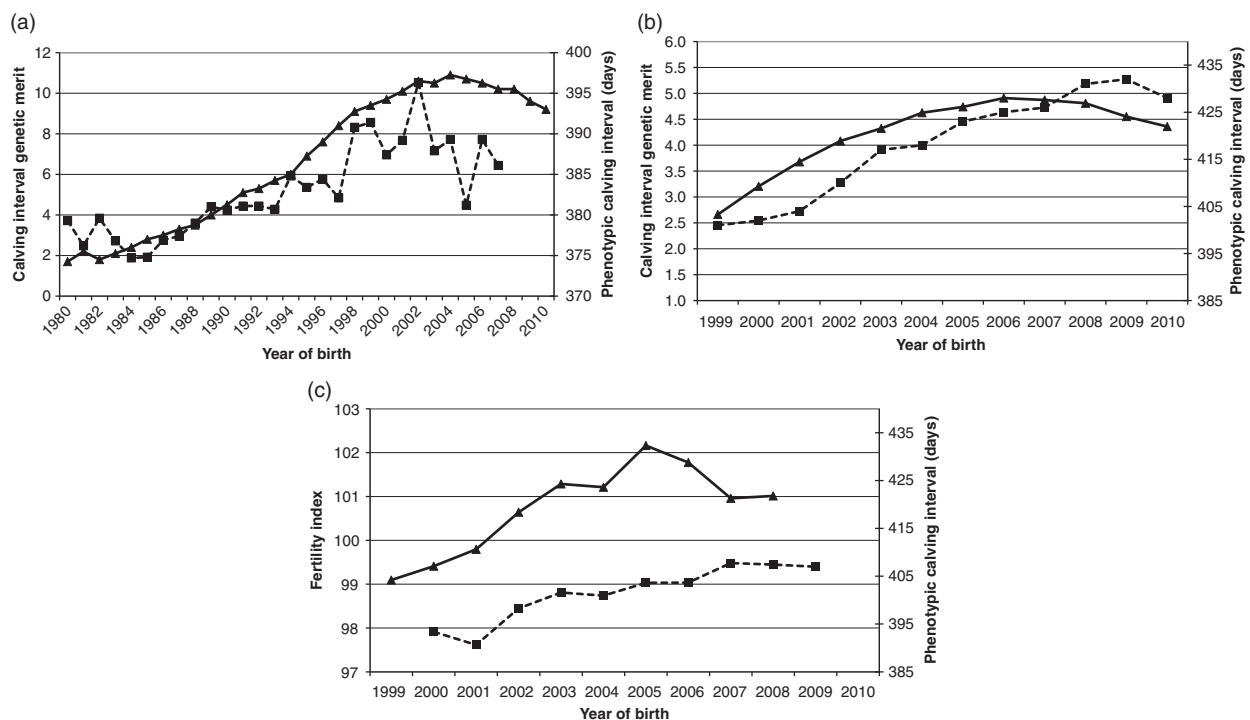 (a)
12
10
8
6
4
2
0
Calving interval genetic merit
400
395
390
385
380
375
370
Phenotypic calving interval (days)
1980 1982 1984 1986 1988 1990 1992 1994 1996 1998 2000 2002 2004 2006 2008 2010
Year of birth
(b)
6.0
5.5
5.0
4.5
4.0
3.5
3.0
2.5
2.0
1.5
1.0
Calving interval genetic merit
435
425
415
405
395
385
Phenotypic calving interval (days)
1999 2000 2001 2002 2003 2004 2005 2006 2007 2008 2009 2010
Year of birth
(c)
103
102
101
100
99
98
97
Fertility index
435
425
415
405
395
385
Phenotypic calving interval (days)
1999 2000 2001 2002 2003 2004 2005 2006 2007 2008 2009 2010
Year of birth